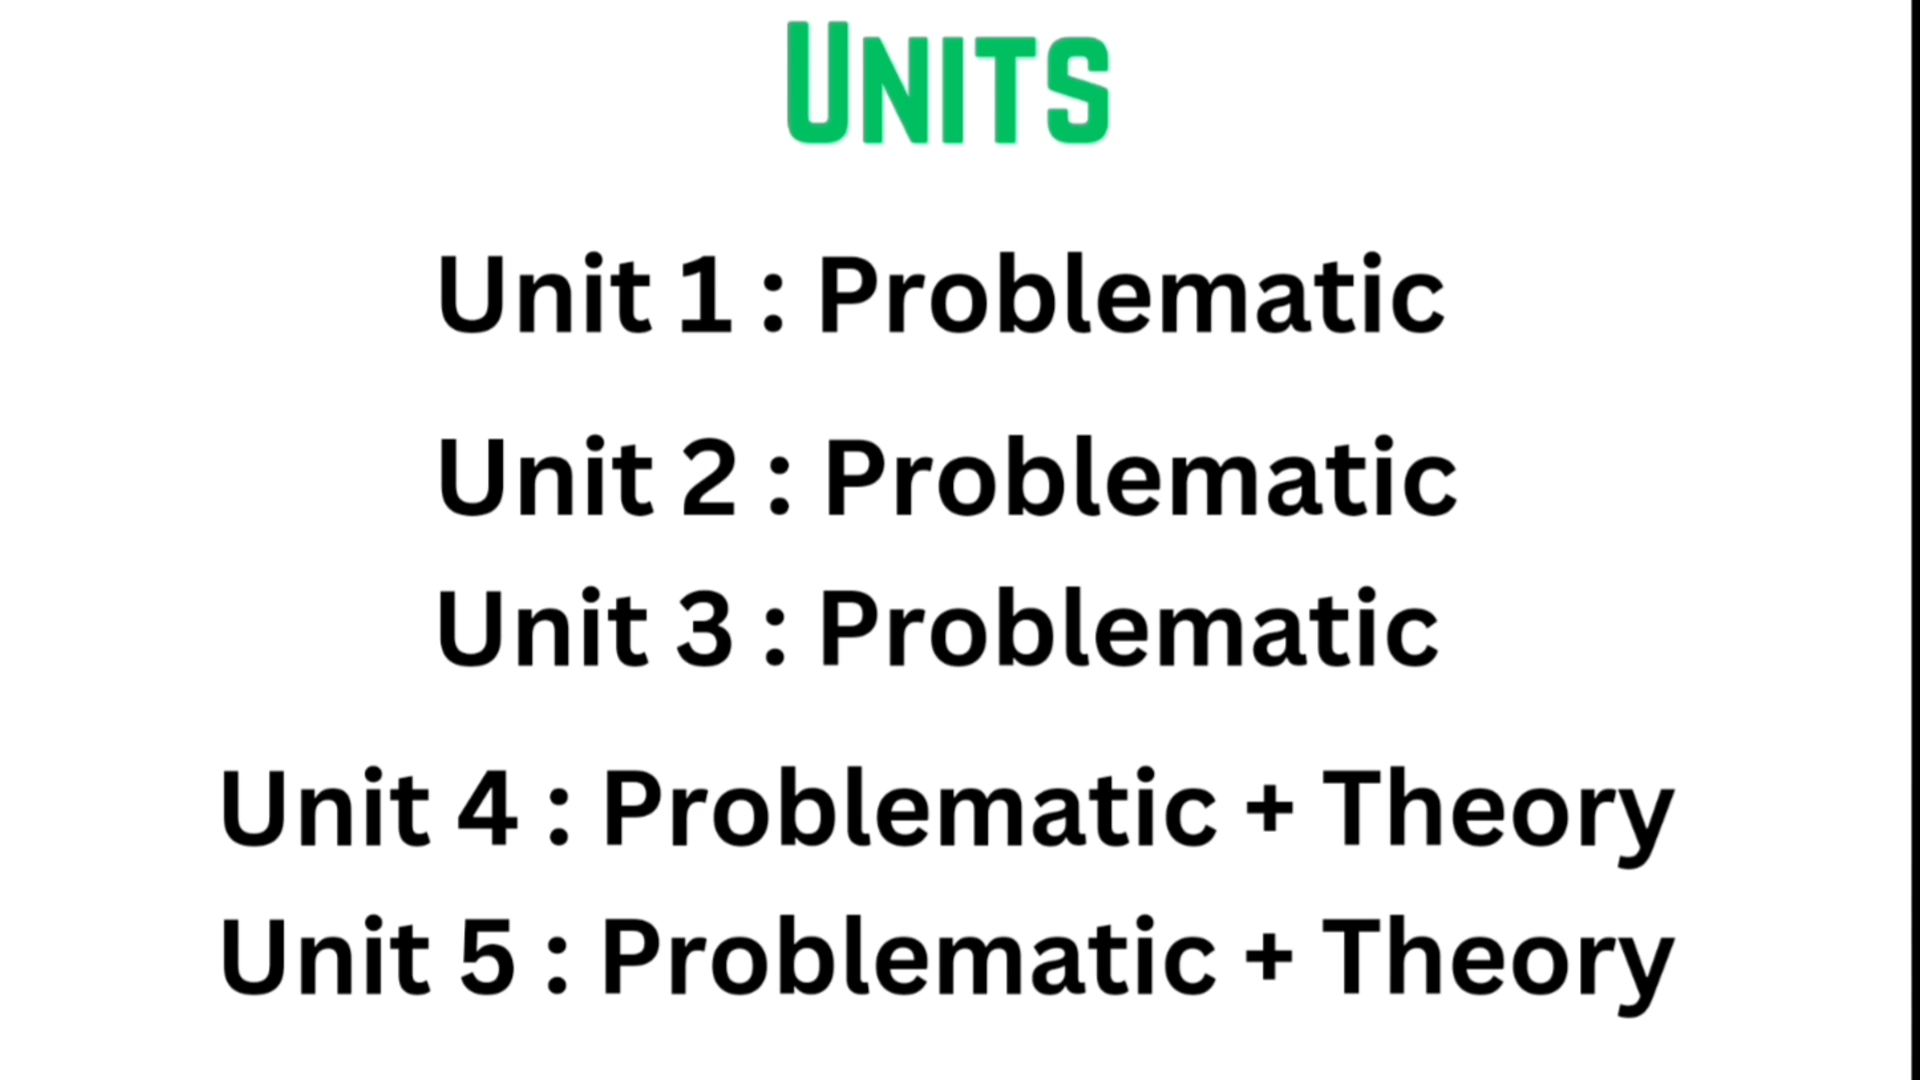 UNITS
Unit 1 : Problematic
Unit 2 : Problematic
Unit 3 : Problematic
Unit 4 : Problematic + Theory
Unit 5 : Problematic + Theory